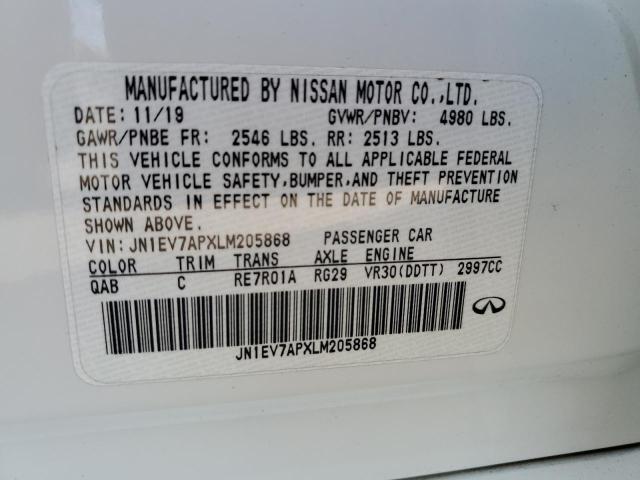 MANUFACTURED BY NISSAN MOTOR CO.,LTD.
DATE: 11/19 GVWR/PNBV: 4980 LBS.
GAWR/PNBE FR: 2546 LBS. RR: 2513 LBS.
THIS VEHICLE CONFORMS TO ALL APPLICABLE FEDERAL
MOTOR VEHICLE SAFETY,BUMPER,AND THEFT PREVENTION
STANDARDS IN EFFECT ON THE DATE OF MANUFACTURE
SHOWN ABOVE.
VIN: JN1EV7APXLM205868 PASSENGER CAR
COLOR TRIM TRANS AXLE ENGINE
QAB C RE7R01A RG29 VR30(DDTT) 2997CC
JN1EV7APXLM205868